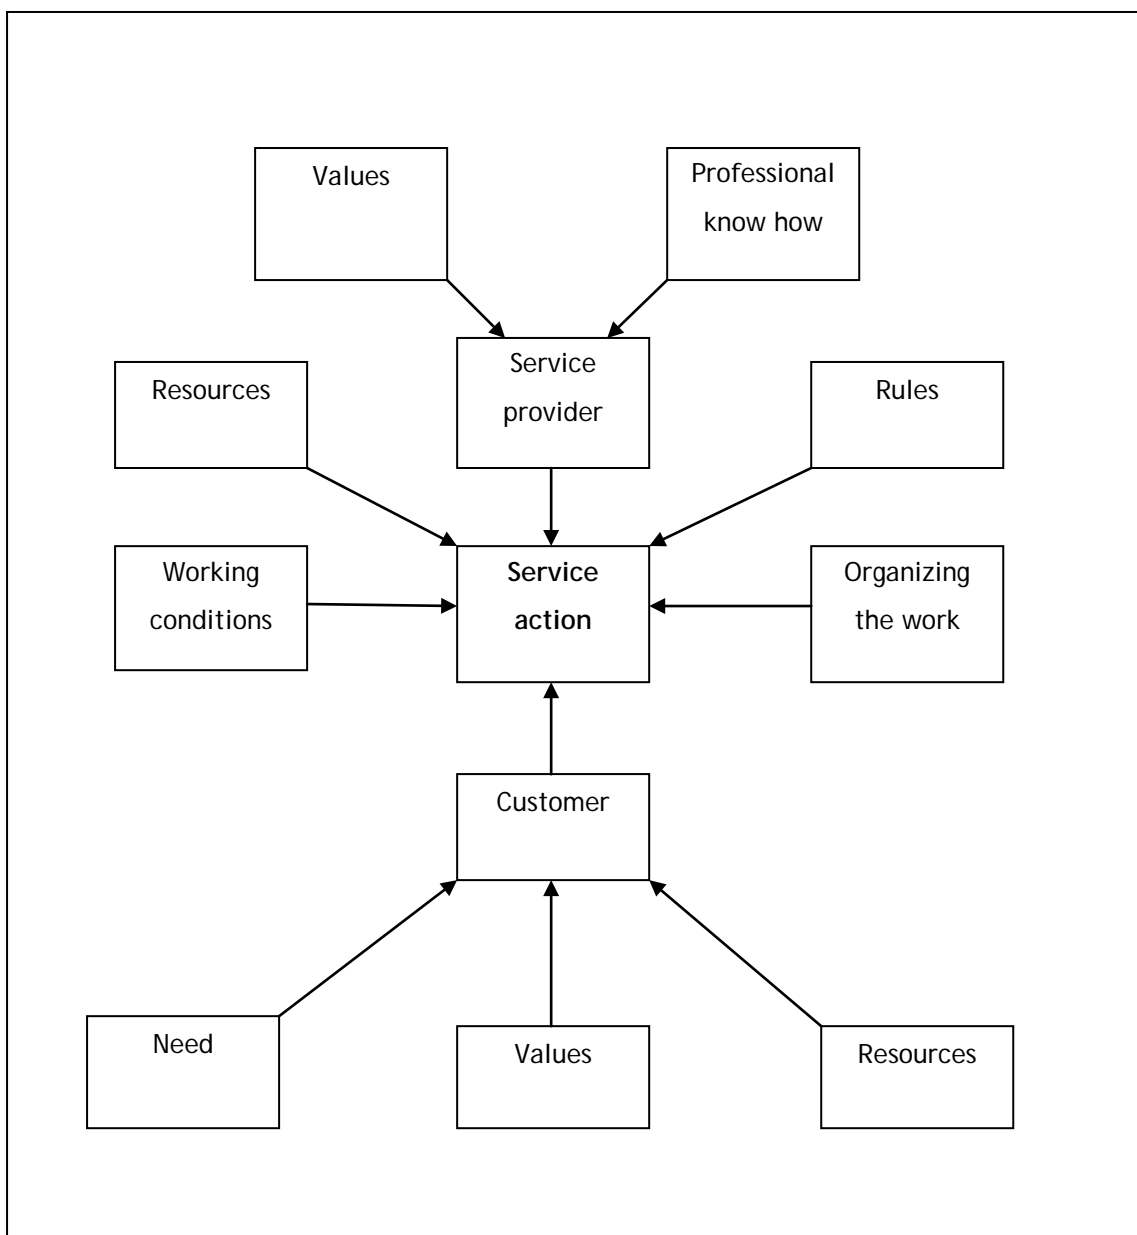 Values
Professional
know how
Service
provider
Resources
Rules
Working
conditions
Service
action
Organizing
the work
Customer
Need
Values
Resources